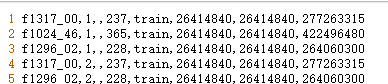 1 f1317_00,1,,237,train,26414840,26414840,277263315
2 f1024_46,1,,365,train,26414840,26414840,422496480
3 f1296_02,1,,228,train,26414840,26414840,264060300
4 f1317_00,2,,237,train,26414840,26414840,277263315
5 f1296_02,2,,228,train,26414840,26414840,264060300